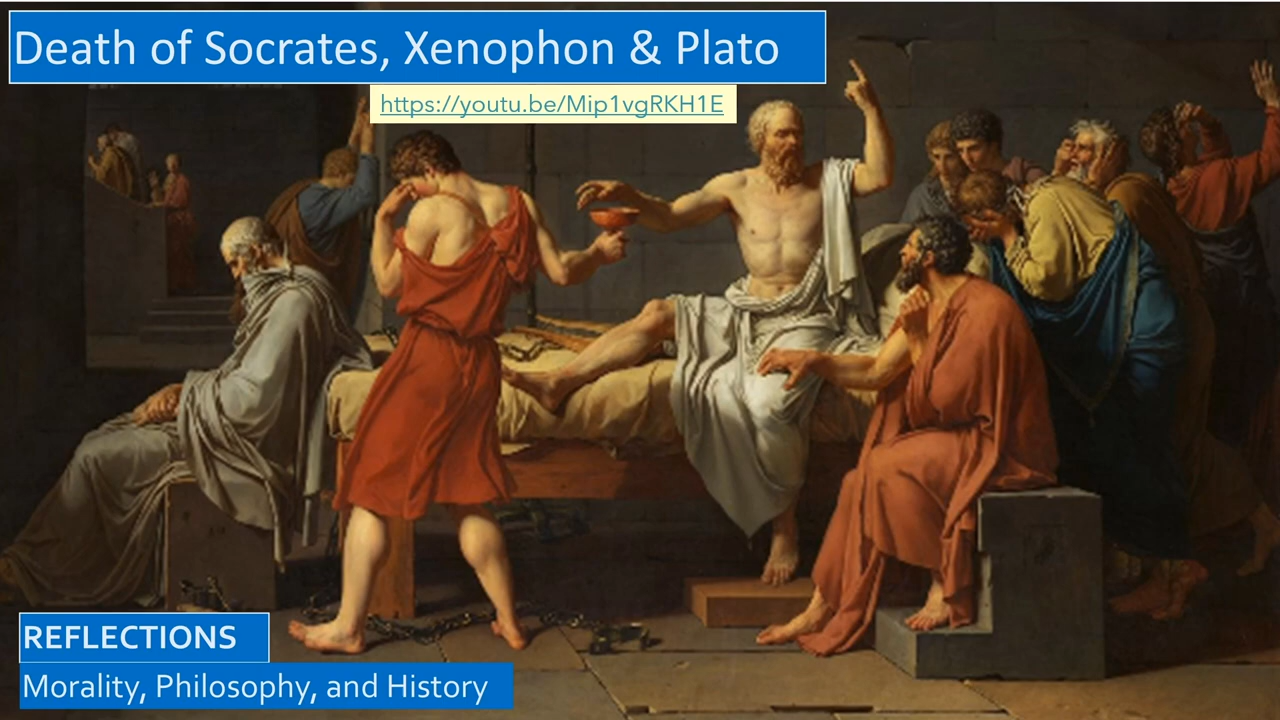 Death of Socrates, Xenophon & Plato
https://youtu.be/Mip1vgRKH1E
REFLECTIONS
Morality, Philosophy, and History